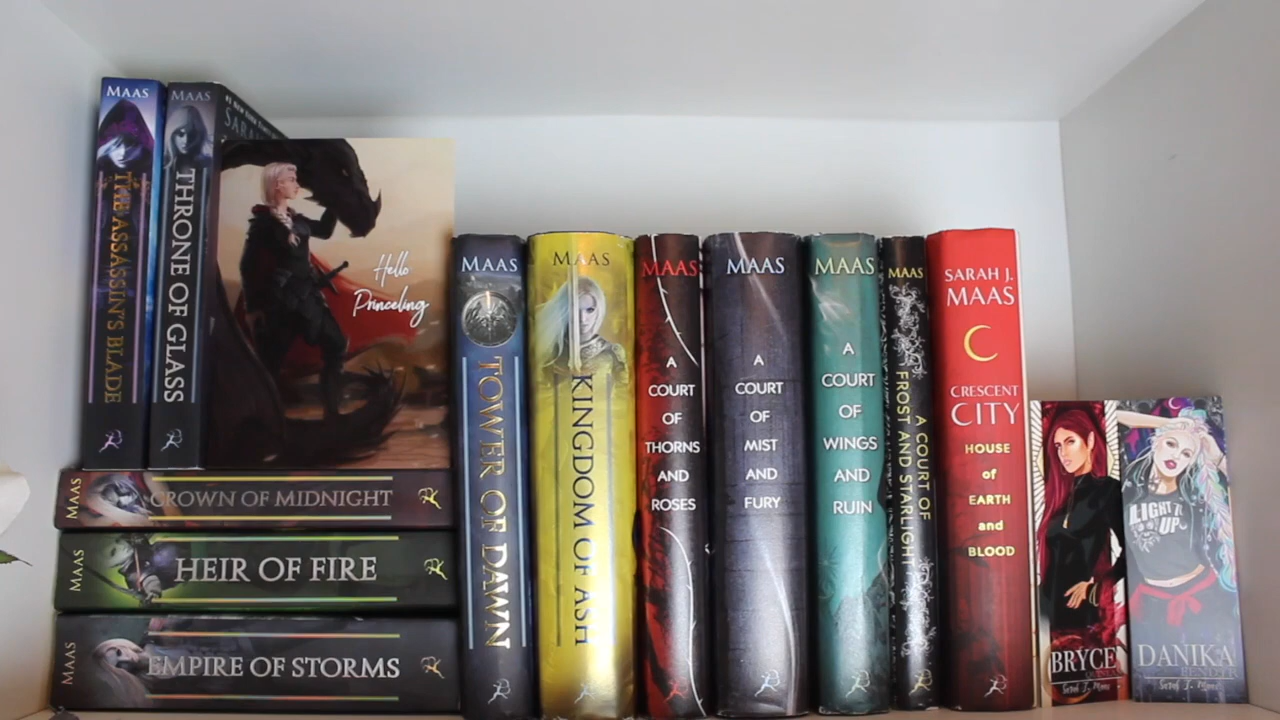 MAAS
THE ASSASSIN'S BLADE
MAAS
THRONE OF GLASS
Hello
Princeling
MAAS
CROWN OF MIDNIGHT
MAAS
HEIR OF FIRE
MAAS
EMPIRE OF STORMS
MAAS
TOWER OF DAWN
MAAS
KINGDOM OF ASH
MAAS
A
COURT
OF
THORNS
AND
ROSES
MAAS
A
COURT
OF
MIST
AND
FURY
MAAS
A
COURT
OF
WINGS
AND
RUIN
MAAS
A COURT OF
FROST AND STARLIGHT
SARAH J.
MAAS
CRESCENT
CITY
HOUSE
of
EARTH
and
BLOOD
BRYCE
Sarah J. Maas
LIGHT IT
UP
DANIKA
Sarah J. Maas